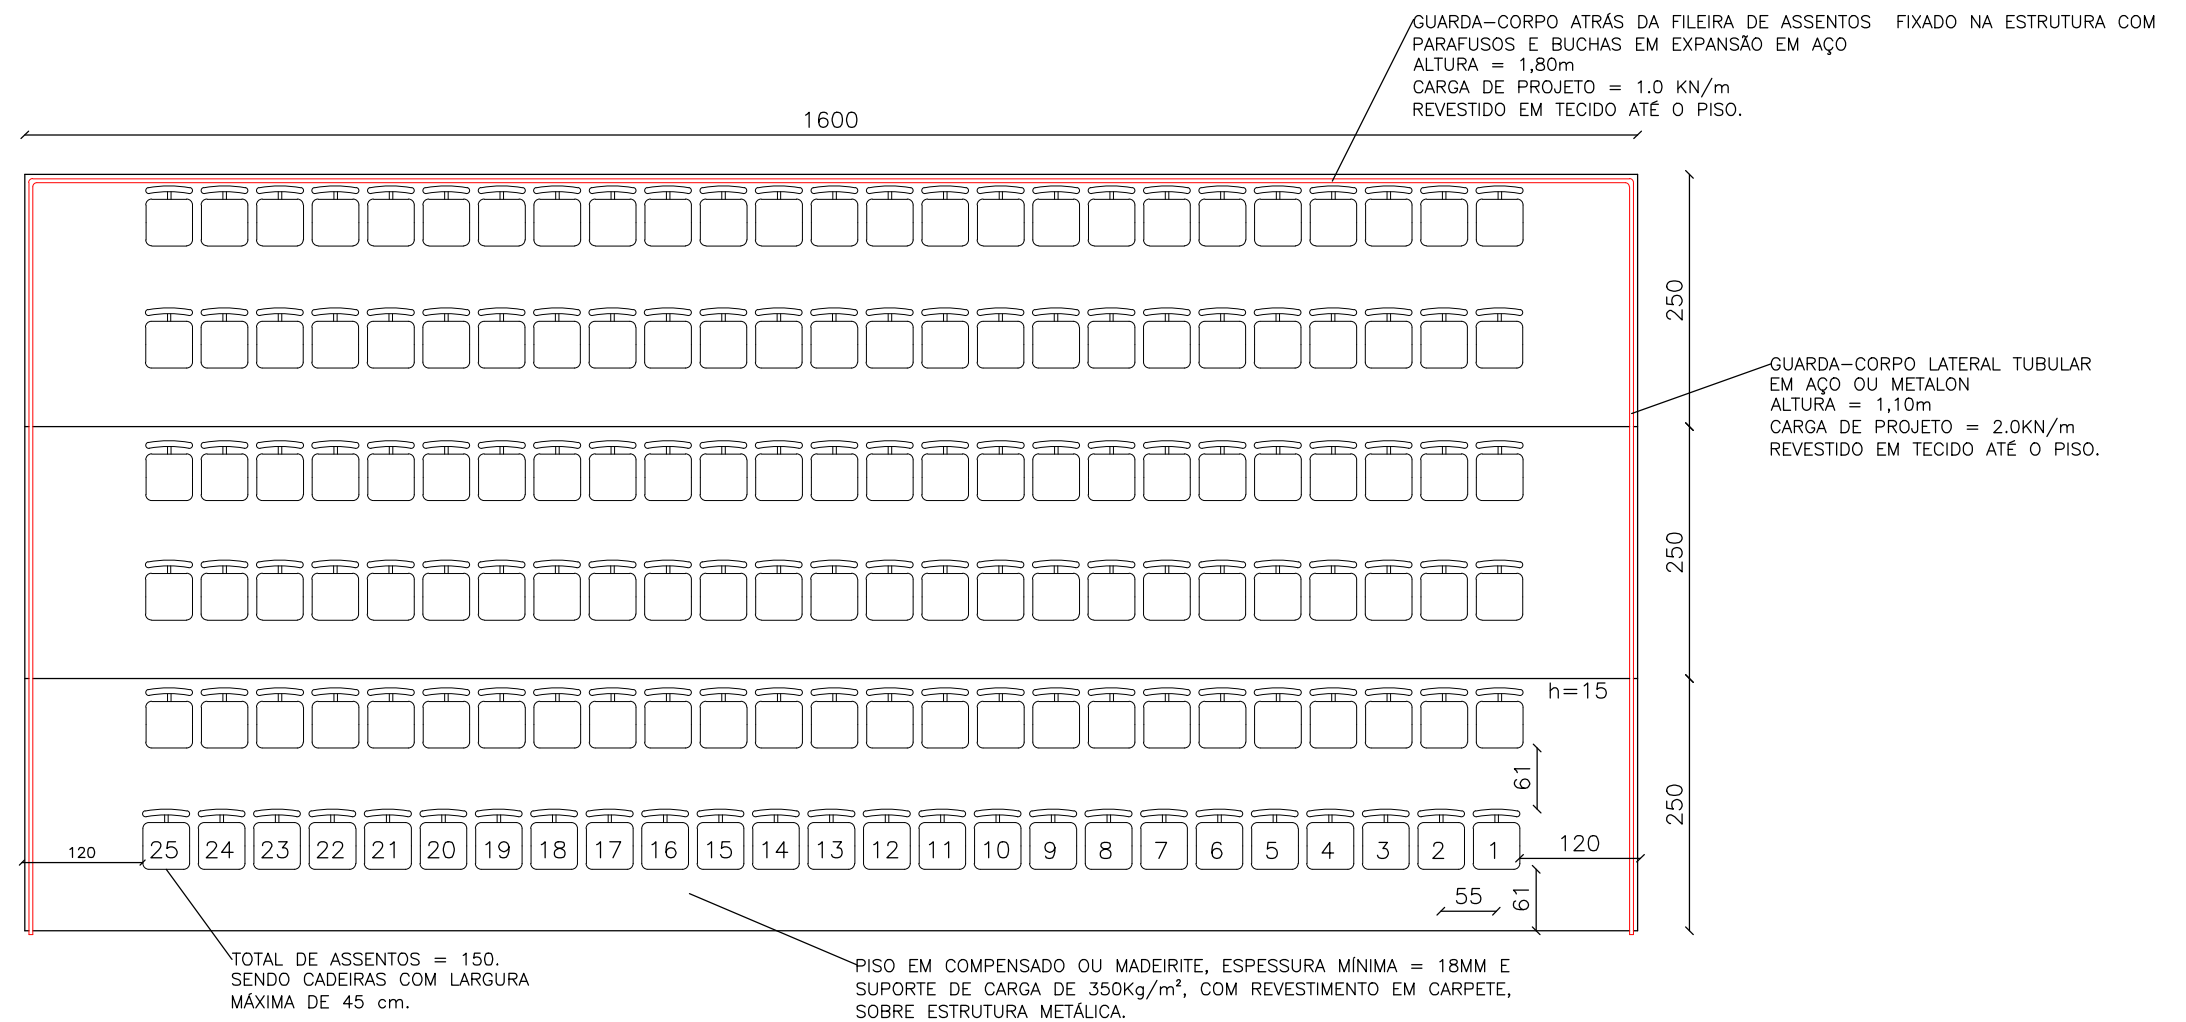 GUARDA-CORPO ATRÁS DA FILEIRA DE ASSENTOS FIXADO NA ESTRUTURA COM
PARAFUSOS E BUCHAS EM EXPANSÃO EM AÇO
ALTURA = 1,80m
CARGA DE PROJETO = 1.0 KN/m
REVESTIDO EM TECIDO ATÉ O PISO.
1600
250
GUARDA-CORPO LATERAL TUBULAR
EM AÇO OU METALON
ALTURA = 1,10m
CARGA DE PROJETO = 2.0KN/m
REVESTIDO EM TECIDO ATÉ O PISO.
250
h=15
61
250
120
25 24 23 22 21 20 19 18 17 16 15 14 13 12 11 10 9 8 7 6 5 4 3 2 1
120
55
61
TOTAL DE ASSENTOS = 150.
SENDO CADEIRAS COM LARGURA
MÁXIMA DE 45 cm.
PISO EM COMPENSADO OU MADEIRITE, ESPESSURA MÍNIMA = 18MM E
SUPORTE DE CARGA DE 350Kg/m², COM REVESTIMENTO EM CARPETE,
SOBRE ESTRUTURA METÁLICA.